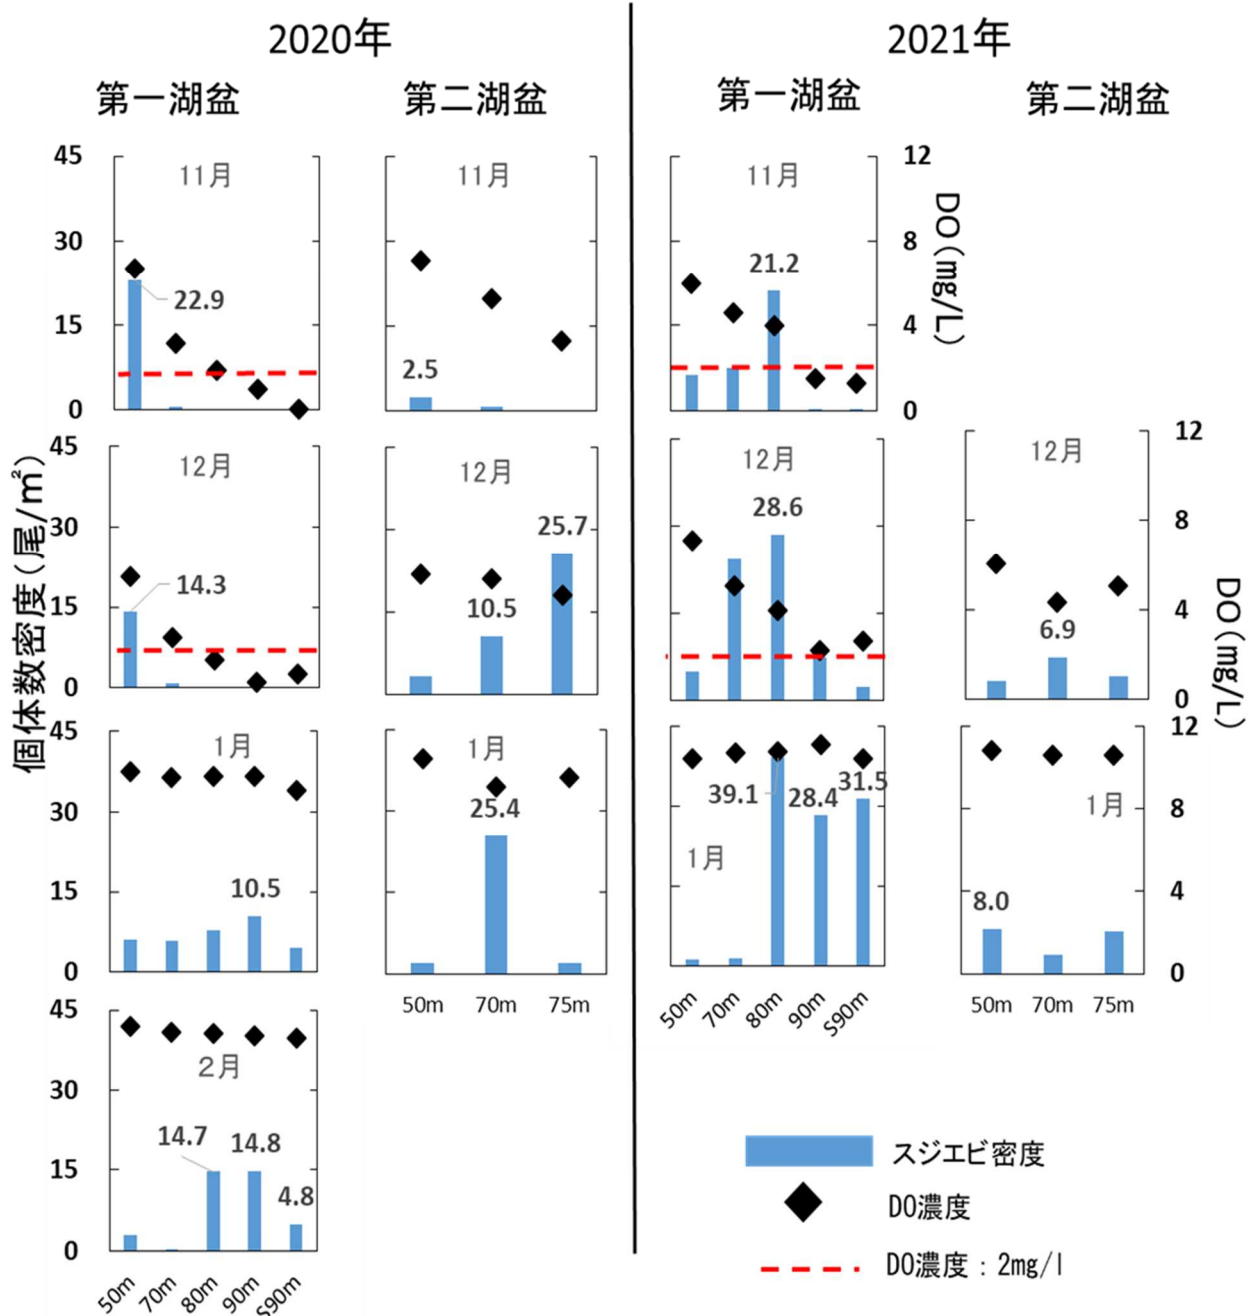 2020年
2021年
第一湖盆
第二湖盆
第一湖盆
第二湖盆
個体数密度(尾/㎡)
45
30
15
0
11月
22.9
11月
2.5
11月
21.2
12
8
4
0
DO(mg/L)
45
30
15
0
12月
14.3
12月
10.5
25.7
12月
28.6
12月
6.9
12
8
4
0
DO(mg/L)
45
30
15
0
1月
10.5
1月
25.4
50m
70m
75m
1月
39.1
28.4
31.5
50m
70m
80m
90m
S90m
1月
8.0
50m
70m
75m
12
8
4
0
45
30
15
0
2月
14.7
14.8
4.8
50m
70m
80m
90m
S90m
スジエビ密度
DO濃度
DO濃度：2mg/l